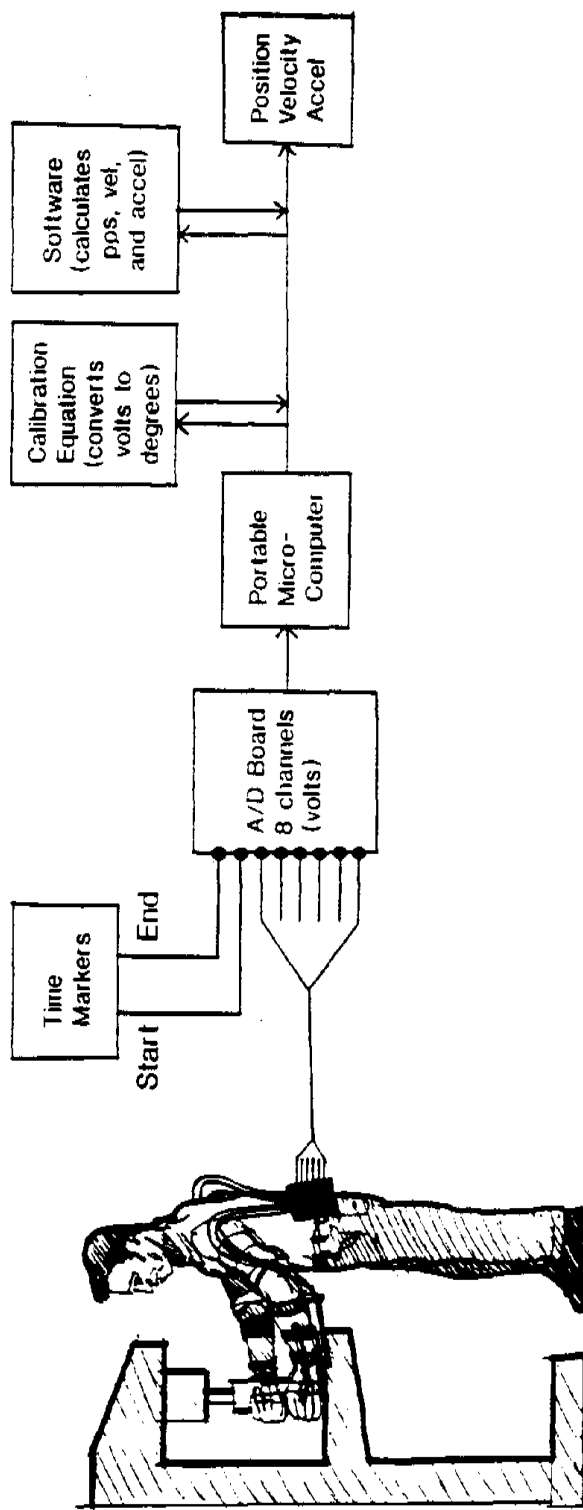 Time
Markers
Start
End
A/D Board
8 channels
(volts)
Portable
Micro-
Computer
Calibration
Equation
(converts
volts to
degrees)
Software
(calculates
pps, vel,
and accel)
Position
Velocity
Accel